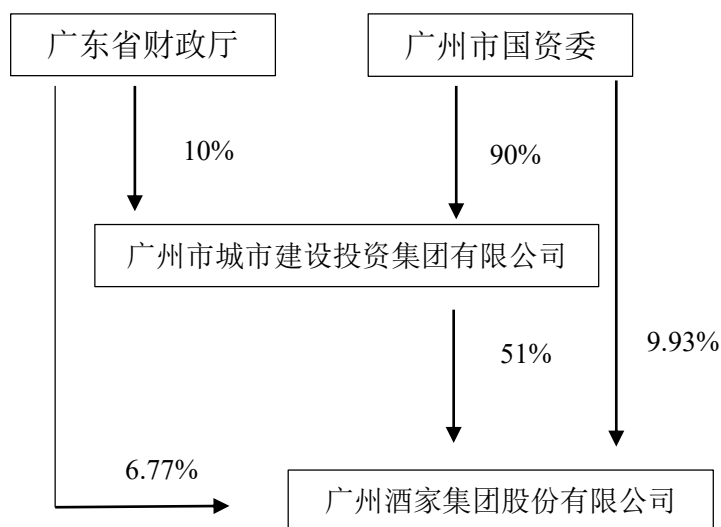 广东省财政厅
广州市国资委
10%
90%
广州市城市建设投资集团有限公司
51%
9.93%
6.77%
广州酒家集团股份有限公司